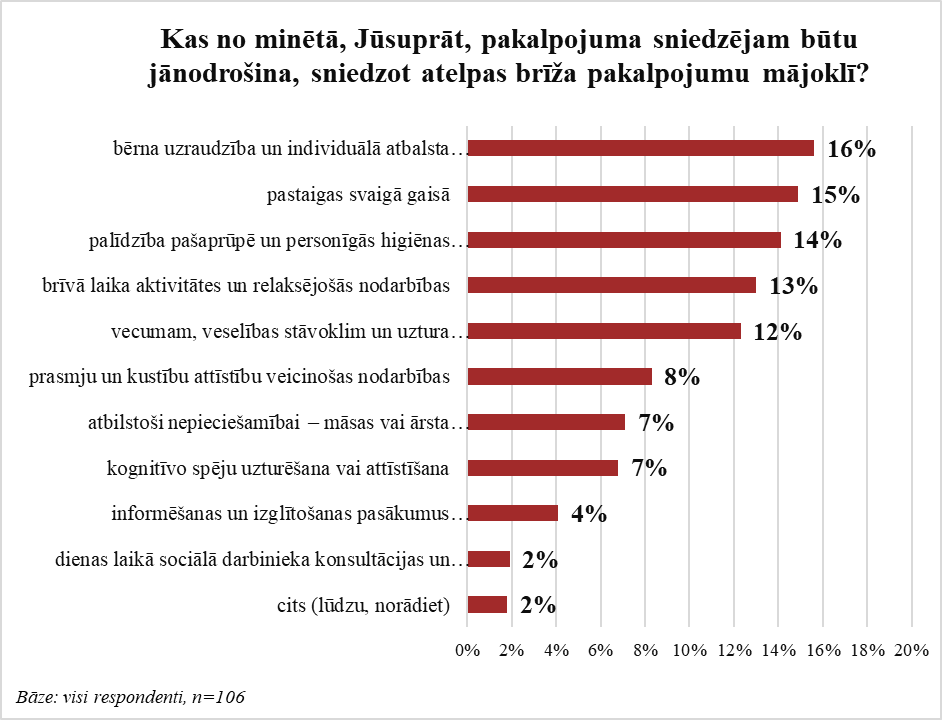 Kas no minētā, Jūsuprāt, pakalpojuma sniedzējam būtu
jānodrošina, sniedzot atelpas brīža pakalpojumu mājoklī?
bērna uzraudzība un individuālā atbalsta… 16%
pastaigas svaigā gaisā 15%
palīdzība pašaprūpē un personīgās higiēnas… 14%
brīvā laika aktivitātes un relaksējošās nodarbības 13%
vecumam, veselības stāvoklim un uztura… 12%
prasmju un kustību attīstību veicinošas nodarbības 8%
atbilstoši nepieciešamībai – māsas vai ārsta… 7%
kognitīvo spēju uzturēšana vai attīstīšana 7%
informēšanas un izglītošanas pasākumus… 4%
dienas laikā sociālā darbinieka konsultācijas un… 2%
cits (lūdzu, norādiet) 2%
0% 2% 4% 6% 8% 10% 12% 14% 16% 18% 20%
Bāze: visi respondenti, n=106